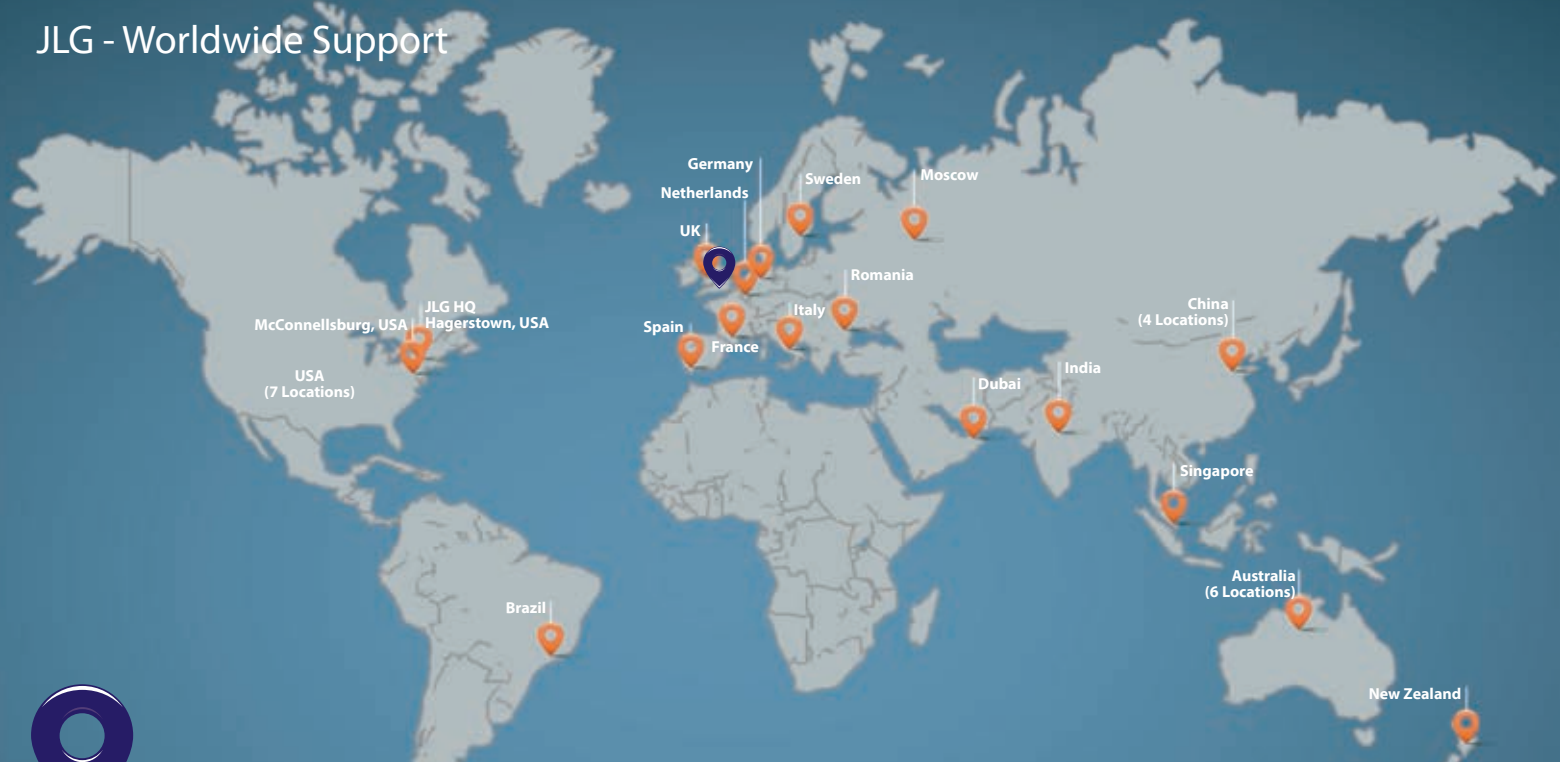 JLG - Worldwide Support
Germany
Netherlands
Sweden
Moscow
UK
Romania
Italy
Spain
France
JLG HQ
Hagerstown, USA
McConnellsburg, USA
USA
(7 Locations)
China
(4 Locations)
India
Dubai
Singapore
Australia
(6 Locations)
Brazil
New Zealand